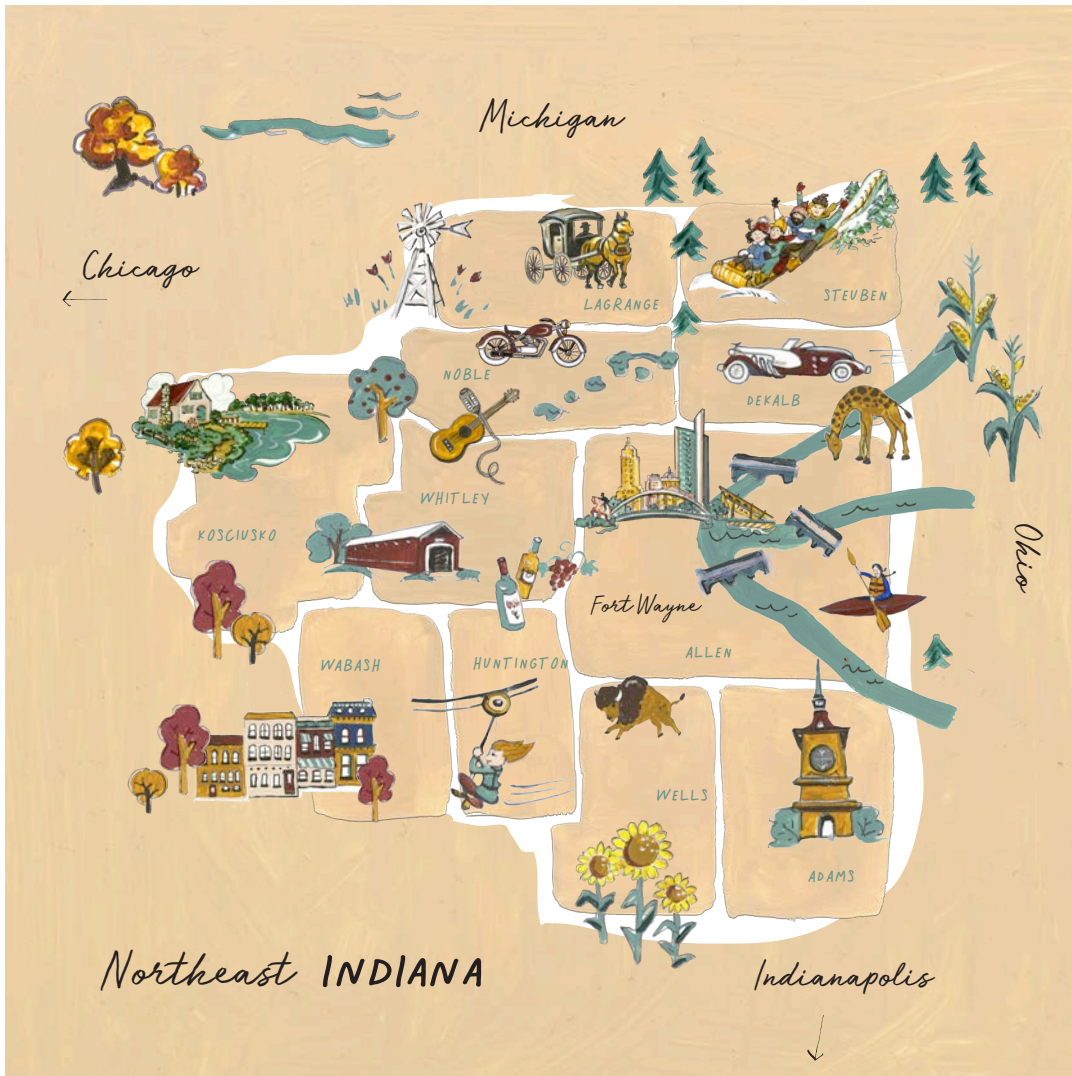 Michigan
Chicago
LAGRANGE
STEUBEN
NOBLE
DEKALB
WHITLEY
KOSCIUSKO
Ohio
Fort Wayne
ALLEN
WABASH
HUNTINGTON
WELLS
ADAMS
Northeast INDIANA
Indianapolis